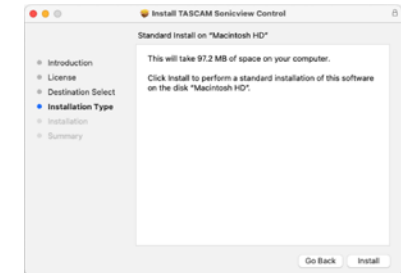 Install TASCAM Sonicview Control
Standard Install on "Macintosh HD"
Introduction
License
Destination Select
Installation Type
Installation
Summary
This will take 97.2 MB of space on your computer.
Click Install to perform a standard installation of this software
on the disk "Macintosh HD".
Go Back
Install